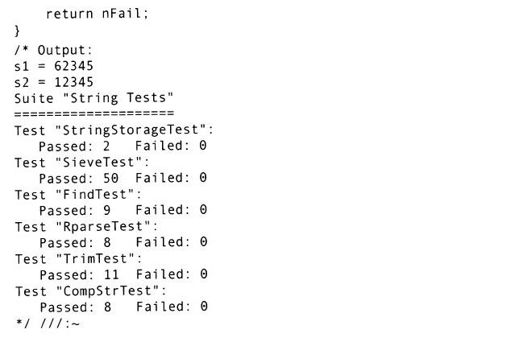 return nFail;
}
/* Output:
s1 = 62345
s2 = 12345
Suite "String Tests"
====================
Test "StringStorageTest":
Passed: 2 Failed: 0
Test "SieveTest":
Passed: 50 Failed: 0
Test "FindTest":
Passed: 9 Failed: 0
Test "RparseTest":
Passed: 8 Failed: 0
Test "TrimTest":
Passed: 11 Failed: 0
Test "CompStrTest":
Passed: 8 Failed: 0
*/ ///:~